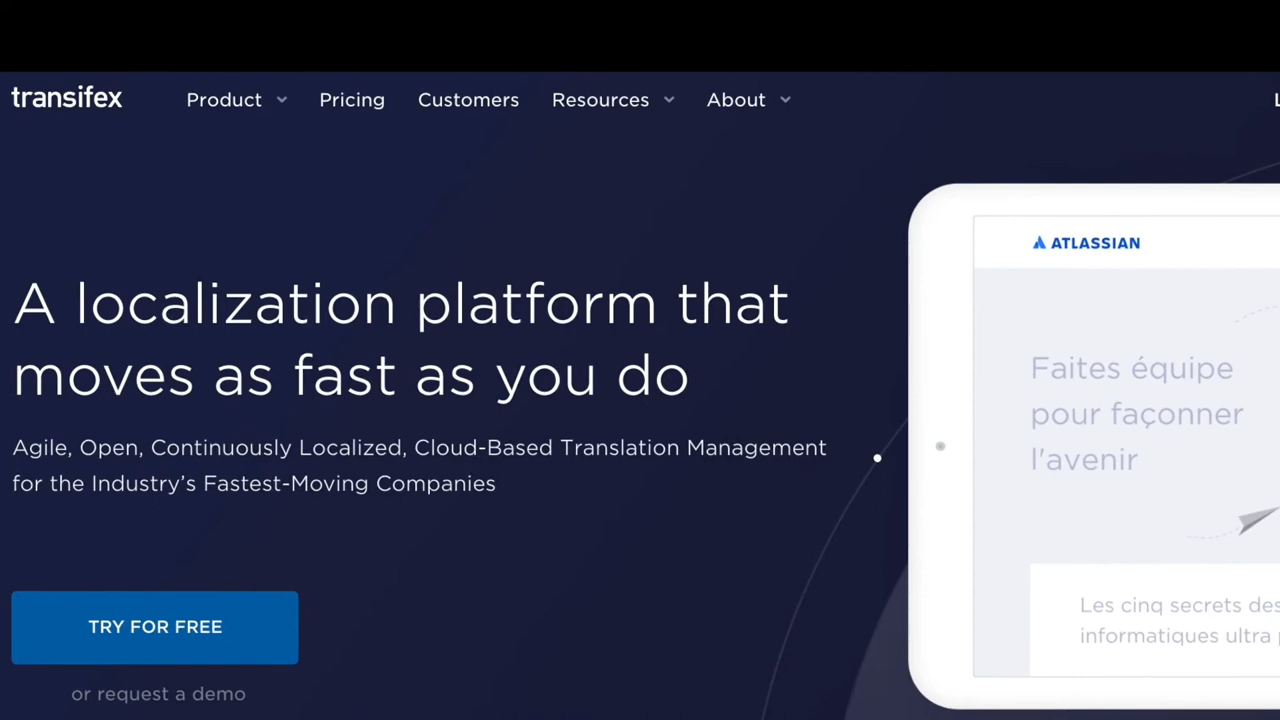 transifex Product Pricing Customers Resources About
A localization platform that
moves as fast as you do
Agile, Open, Continuously Localized, Cloud-Based Translation Management
for the Industry’s Fastest-Moving Companies
TRY FOR FREE
or request a demo
ATLASSIAN
Faites équipe
pour façonner
l'avenir
Les cinq secrets des
informatiques ultra